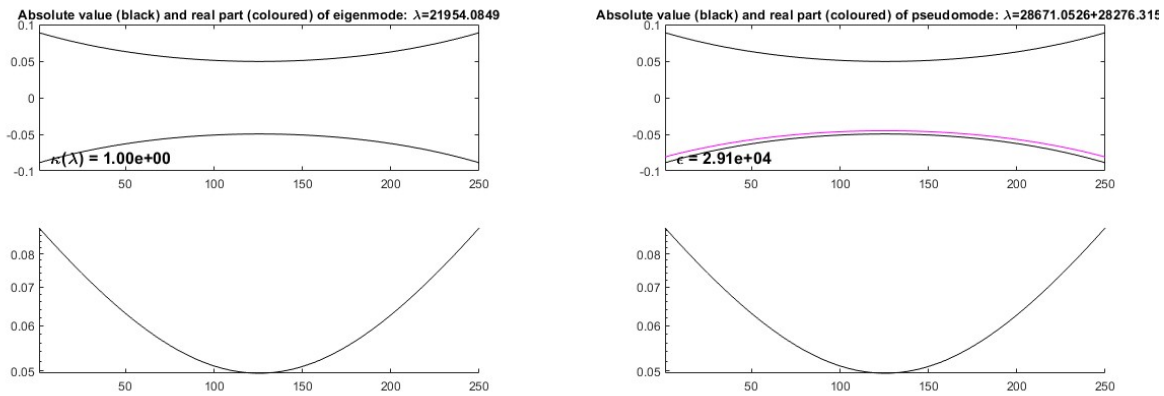 Absolute value (black) and real part (coloured) of eigenmode: λ=21954.0849
0.1
0.05
0
-0.05
-0.1
κ(λ) = 1.00e+00
50 100 150 200 250
0.08
0.07
0.06
0.05
50 100 150 200 250
Absolute value (black) and real part (coloured) of pseudomode: λ=28671.0526+28276.315
0.1
0.05
0
-0.05
-0.1
ϵ = 2.91e+04
50 100 150 200 250
0.08
0.07
0.06
0.05
50 100 150 200 250